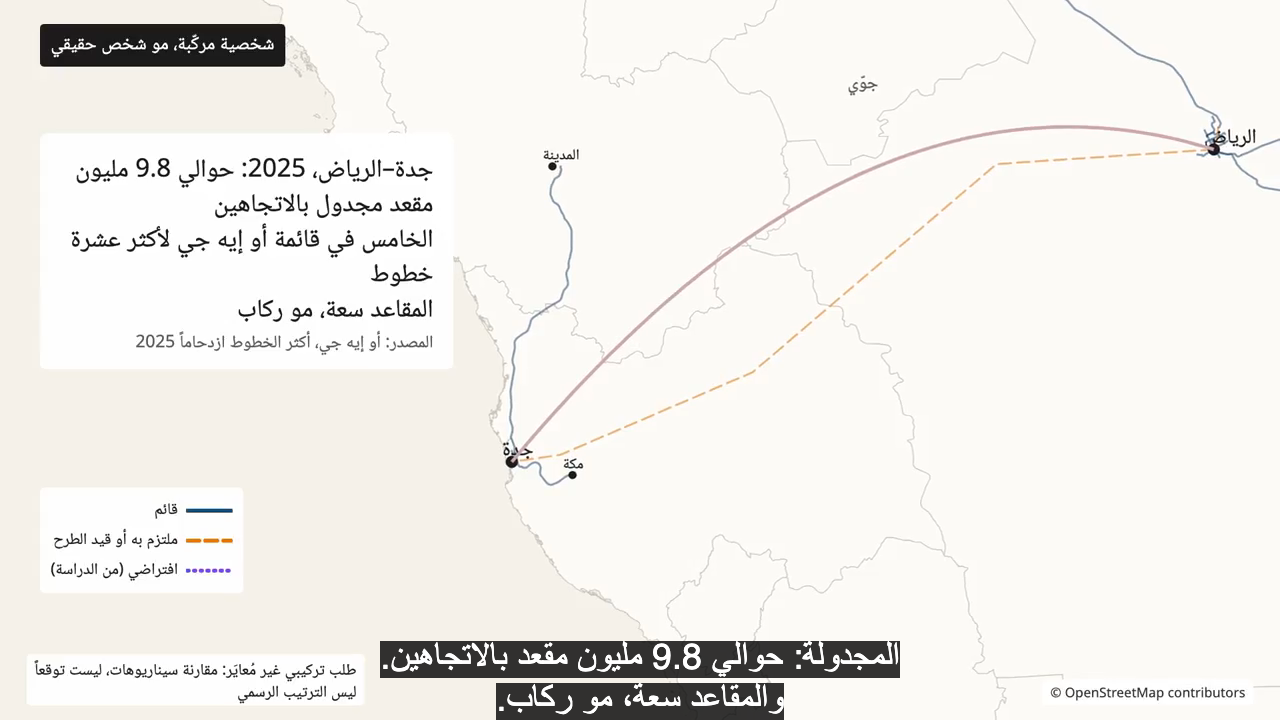 شخصية مركّبة، مو شخص حقيقي
جدة–الرياض، 2025: حوالي 9.8 مليون
مقعد مجدول بالاتجاهين
الخامس في قائمة أو إيه جي لأكثر عشرة
خطوط
المقاعد سعة، مو ركاب
المصدر: أو إيه جي، أكثر الخطوط ازدحاماً 2025
جوّي
الرياض
المدينة
جدة
مكة
قائم
ملتزم به أو قيد الطرح
افتراضي (من الدراسة)
المجدولة: حوالي 9.8 مليون مقعد بالاتجاهين.
والمقاعد سعة، مو ركاب.
طلب تركيبي غير مُعايَر: مقارنة سيناريوهات، ليست توقعاً
ليس الترتيب الرسمي
© OpenStreetMap contributors